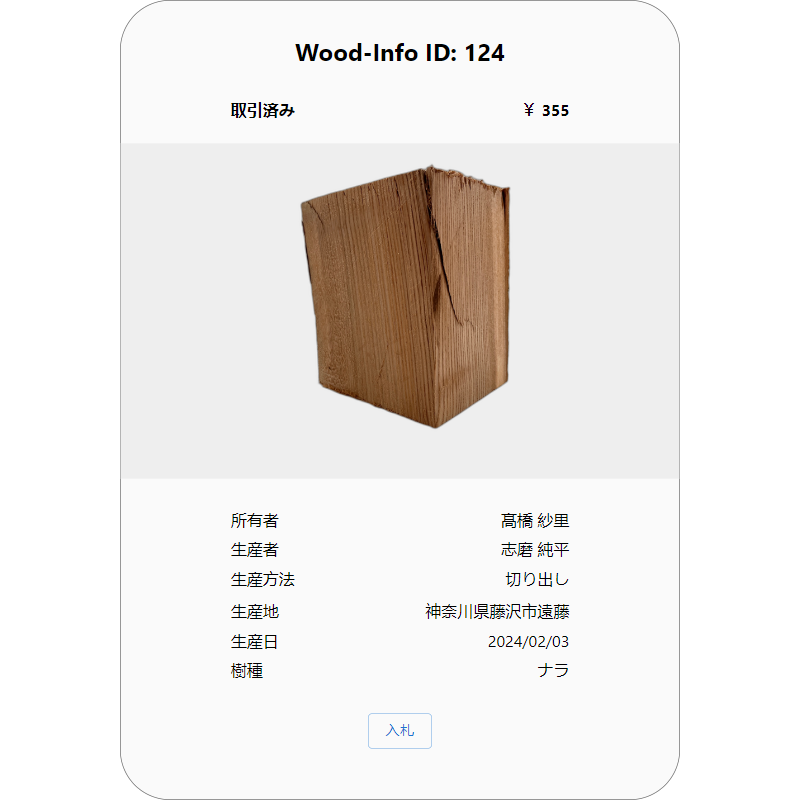 Wood-Info ID: 124
取引済み ￥ 355
所有者 髙橋 紗里
生産者 志磨 純平
生産方法 切り出し
生産地 神奈川県藤沢市遠藤
生産日 2024/02/03
樹種 ナラ
入札